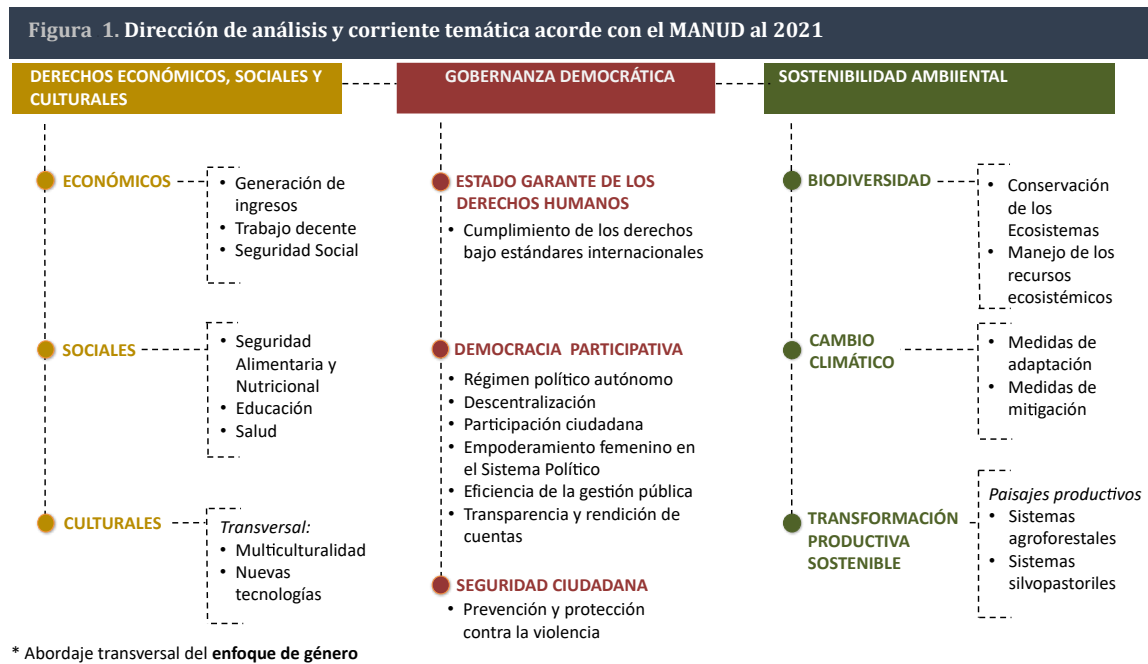 Figura 1. Dirección de análisis y corriente temática acorde con el MANUD al 2021
DERECHOS ECONÓMICOS, SOCIALES Y
CULTURALES
ECONÓMICOS
• Generación de
ingresos
• Trabajo decente
• Seguridad Social
SOCIALES
• Seguridad
Alimentaria y
Nutricional
• Educación
• Salud
CULTURALES
Transversal:
• Multiculturalidad
• Nuevas
tecnologías
GOBERNANZA DEMOCRÁTICA
ESTADO GARANTE DE LOS
DERECHOS HUMANOS
• Cumplimiento de los derechos
bajo estándares internacionales
DEMOCRACIA PARTICIPATIVA
• Régimen político autónomo
• Descentralización
• Participación ciudadana
• Empoderamiento femenino en
el Sistema Político
• Eficiencia de la gestión pública
• Transparencia y rendición de
cuentas
SEGURIDAD CIUDADANA
• Prevención y protección
contra la violencia
SOSTENIBILIDAD AMBIIENTAL
BIODIVERSIDAD
• Conservación
de los
Ecosistemas
• Manejo de los
recursos
ecosistémicos
CAMBIO
CLIMÁTICO
• Medidas de
adaptación
• Medidas de
mitigación
TRANSFORMACIÓN
PRODUCTIVA
SOSTENIBLE
Paisajes productivos
• Sistemas
agroforestales
• Sistemas
silvopastoriles
* Abordaje transversal del enfoque de género